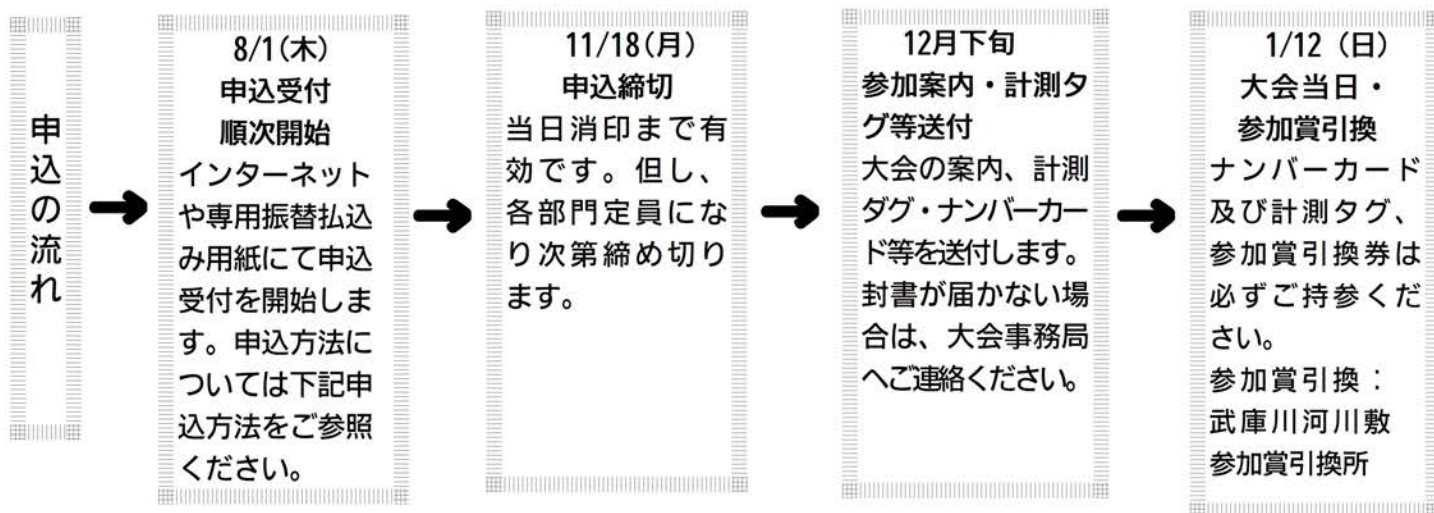 申込の流れ
8/1(木)
申込受付
順次開始
インターネット
や専用振替払込
み用紙にて申込
受付を開始しま
す。申込方法に
ついては下記申
込方法をご参照
ください。
11/18(月)
申込締切
当日消印まで有
効です。但し、
各部門定員にな
り次第締め切り
ます。
12月下旬
参加案内・計測タ
グ等送付
大会の案内、計測
ダグ・ナンバーカー
ド等を送付します。
封書が届かない場
合は、大会事務局
へご連絡ください。
1/12（日）
大会当日・
参加賞引換
ナンバーカード
及び計測タグ、
参加賞引換券は
必ずご持参くだ
さい。
参加賞引換：
武庫川河川敷
参加賞引換所